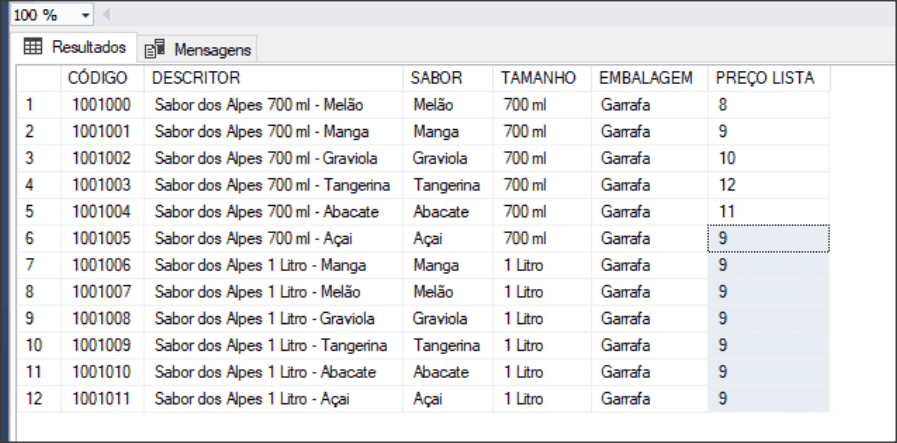 100 %
Resultados Mensagens
CÓDIGO DESCRITOR SABOR TAMANHO EMBALAGEM PREÇO LISTA
1 1001000 Sabor dos Alpes 700 ml - Melão Melão 700 ml Garrafa 8
2 1001001 Sabor dos Alpes 700 ml - Manga Manga 700 ml Garrafa 9
3 1001002 Sabor dos Alpes 700 ml - Graviola Graviola 700 ml Garrafa 10
4 1001003 Sabor dos Alpes 700 ml - Tangerina Tangerina 700 ml Garrafa 12
5 1001004 Sabor dos Alpes 700 ml - Abacate Abacate 700 ml Garrafa 11
6 1001005 Sabor dos Alpes 700 ml - Açai Açai 700 ml Garrafa 9
7 1001006 Sabor dos Alpes 1 Litro - Manga Manga 1 Litro Garrafa 9
8 1001007 Sabor dos Alpes 1 Litro - Melão Melão 1 Litro Garrafa 9
9 1001008 Sabor dos Alpes 1 Litro - Graviola Graviola 1 Litro Garrafa 9
10 1001009 Sabor dos Alpes 1 Litro - Tangerina Tangerina 1 Litro Garrafa 9
11 1001010 Sabor dos Alpes 1 Litro - Abacate Abacate 1 Litro Garrafa 9
12 1001011 Sabor dos Alpes 1 Litro - Açai Açai 1 Litro Garrafa 9